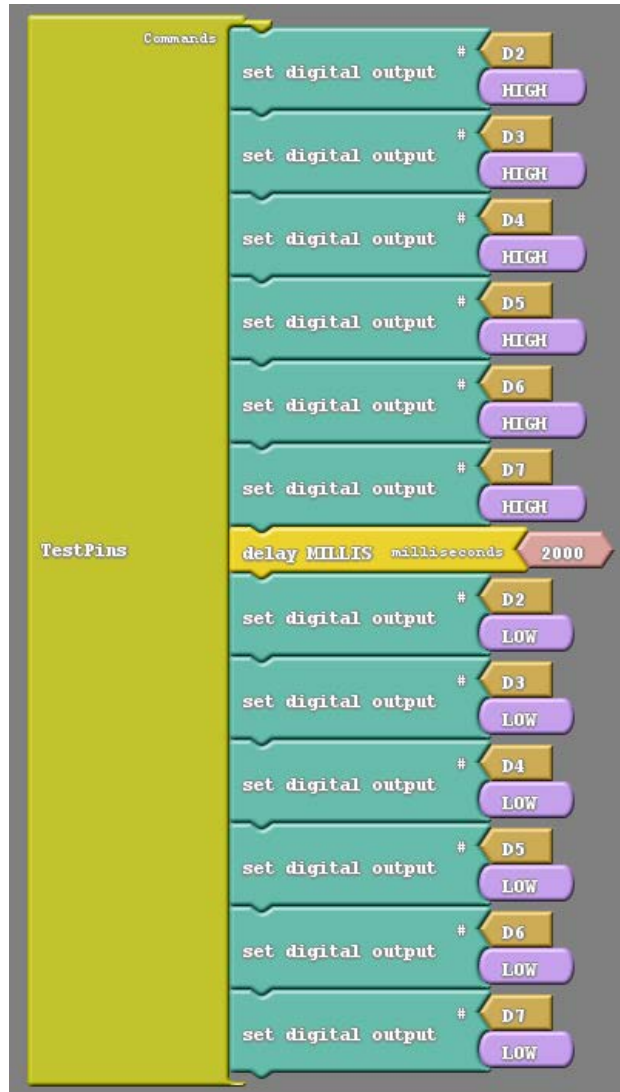 Commands
# D2
set digital output
HIGH
# D3
set digital output
HIGH
# D4
set digital output
HIGH
# D5
set digital output
HIGH
# D6
set digital output
HIGH
# D7
set digital output
HIGH
TestPins
delay MILLIS milliseconds 2000
# D2
set digital output
LOW
# D3
set digital output
LOW
# D4
set digital output
LOW
# D5
set digital output
LOW
# D6
set digital output
LOW
# D7
set digital output
LOW